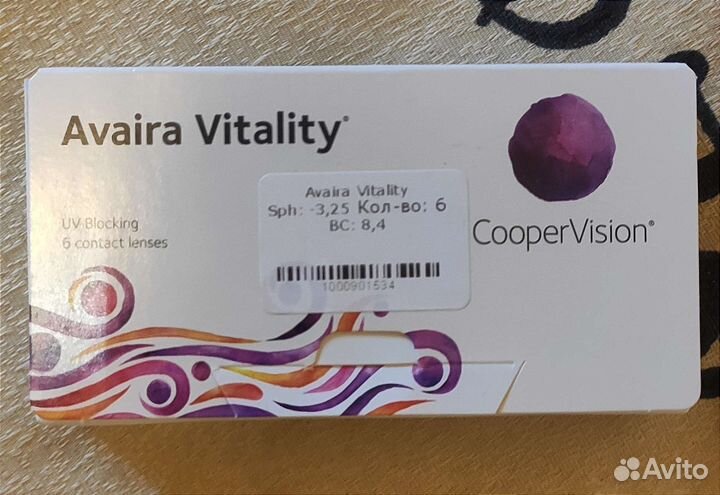 Avaira Vitality®
UV Blocking
6 contact lenses
Avaira Vitality
Sph: -3,25 Кол-во: 6
BC: 8,4
1000901534
CooperVision®
Avito